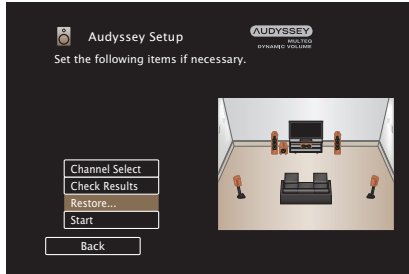 Audyssey Setup
AUDYSSEY
MULTEQ
DYNAMIC VOLUME
Set the following items if necessary.
Channel Select
Check Results
Restore...
Start
Back